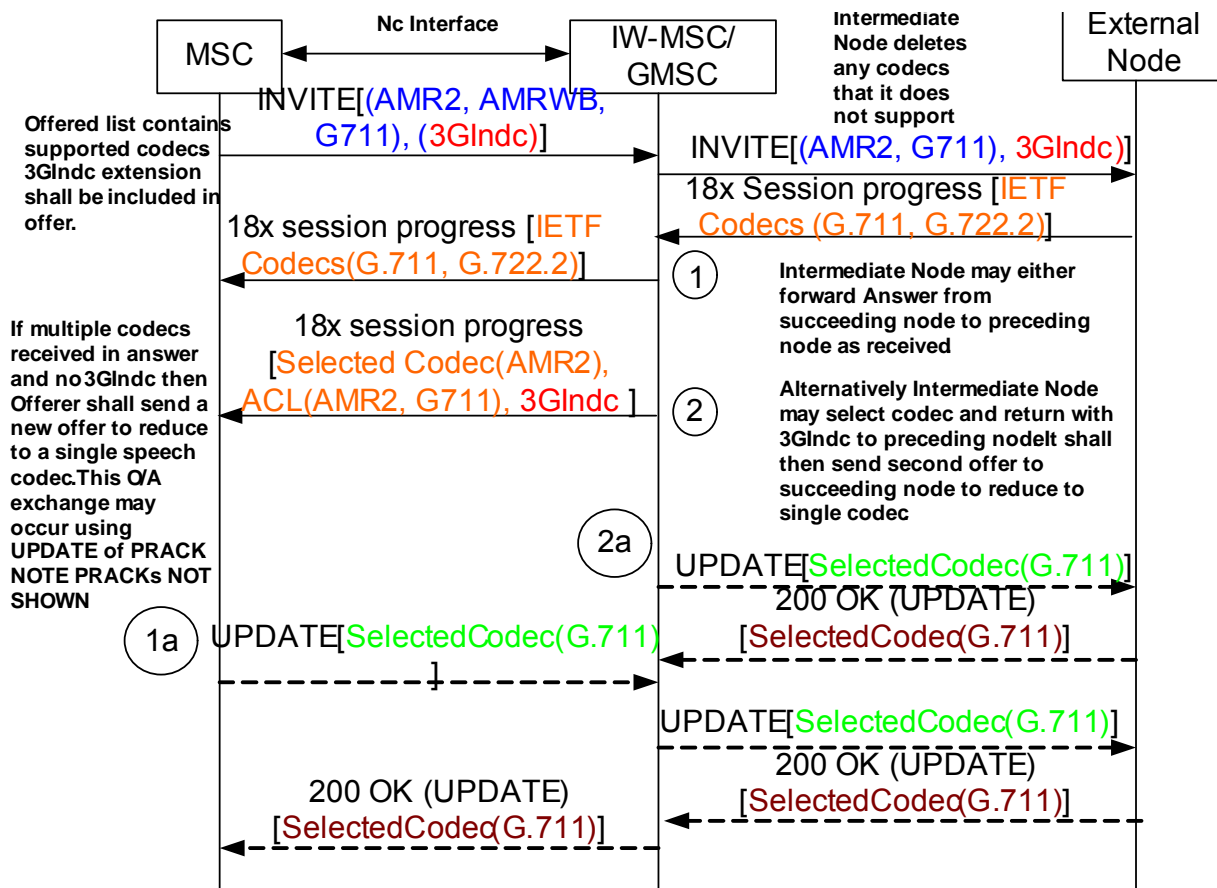 MSC
Nc Interface
IW-MSC/
GMSC
Intermediate
Node deletes
any codecs
that it does
not support
External
Node
Offered list contains
supported codecs
3GIndc extension
shall be included in
offer.
INVITE[(AMR2, AMRWB,
G711), (3GIndc)]
INVITE[(AMR2, G711), 3GIndc)]
18x Session progress [IETF
Codecs (G.711, G.722.2)]
18x session progress [IETF
Codecs(G.711, G.722.2)]
1
Intermediate Node may either
forward Answer from
succeeding node to preceding
node as received
If multiple codecs
received in answer
and no 3GIndc then
Offerer shall send a
new offer to reduce
to a single speech
codec.This O/A
exchange may
occur using
UPDATE of PRACK
NOTE PRACKs NOT
SHOWN
18x session progress
[Selected Codec(AMR2),
ACL(AMR2, G711), 3GIndc ]
2
Alternatively Intermediate Node
may select codec and return with
3GIndc to preceding nodeIt shall
then send second offer to
succeeding node to reduce to
single codec
2a
UPDATE[SelectedCodec(G.711)]
200 OK (UPDATE)
[SelectedCodec(G.711)]
1a
UPDATE[SelectedCodec(G.711)
]
UPDATE[SelectedCodec(G.711)]
200 OK (UPDATE)
[SelectedCodec(G.711)]
200 OK (UPDATE)
[SelectedCodec(G.711)]